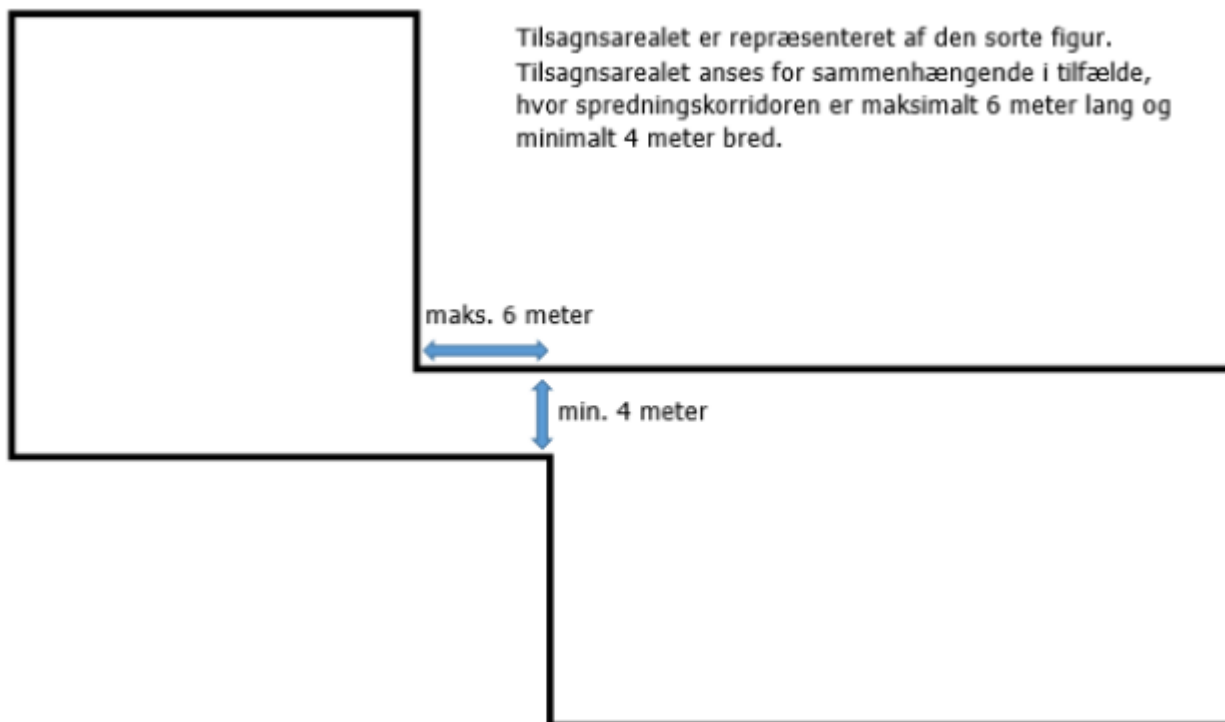 Tilsagnsarealet er repræsenteret af den sorte figur.
Tilsagnsarealet anses for sammenhængende i tilfælde,
hvor spredningskorridoren er maksimalt 6 meter lang og
minimalt 4 meter bred.
maks. 6 meter
min. 4 meter